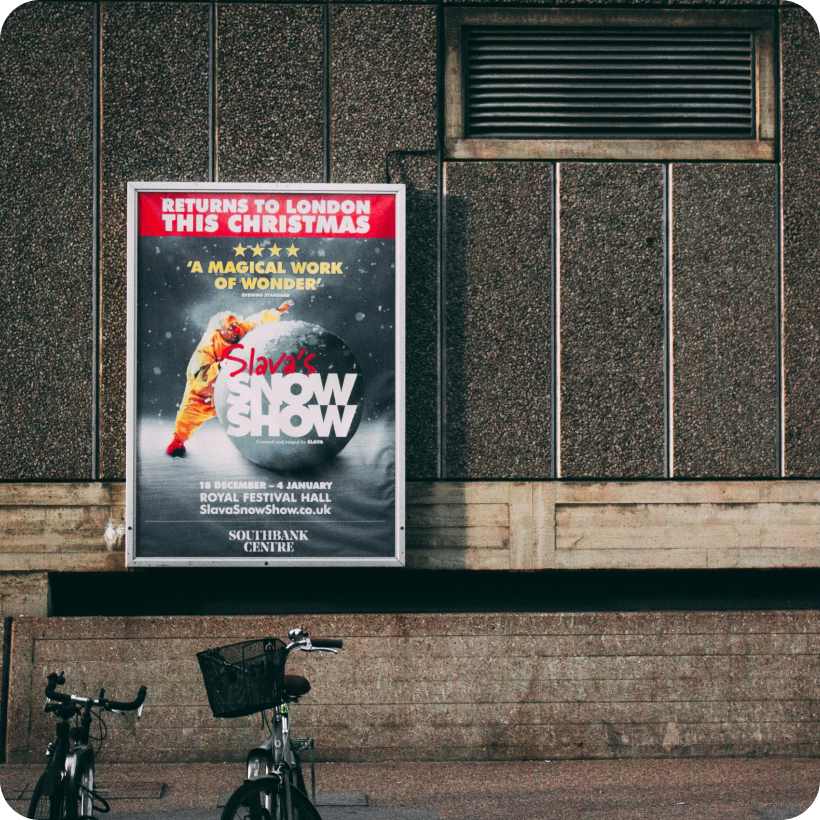 RETURNS TO LONDON
THIS CHRISTMAS
‘A MAGICAL WORK
OF WONDER’
EVENING STANDARD
Slava's
SNOW
SHOW
Created and staged by SLAVA
18 DECEMBER – 4 JANUARY
ROYAL FESTIVAL HALL
SlavaSnowShow.co.uk
SOUTHBANK
CENTRE